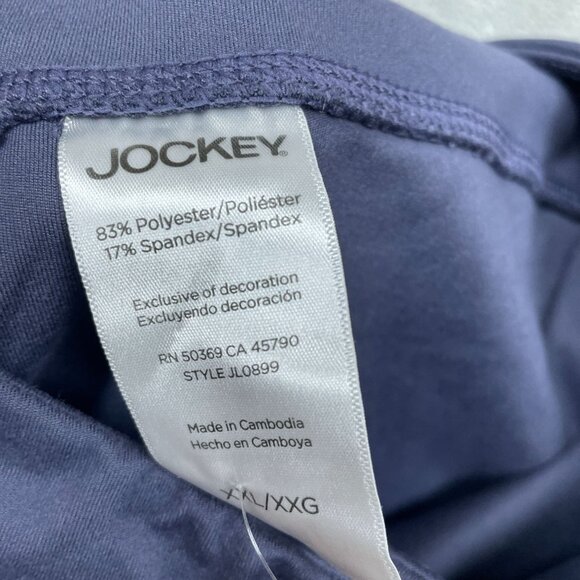 JOCKEY
83% Polyester/Poliéster
17% Spandex/Spandex
Exclusive of decoration
Excluyendo decoración
RN 50369 CA 45790
STYLE JL0899
Made in Cambodia
Hecho en Camboya
XXL/XXG